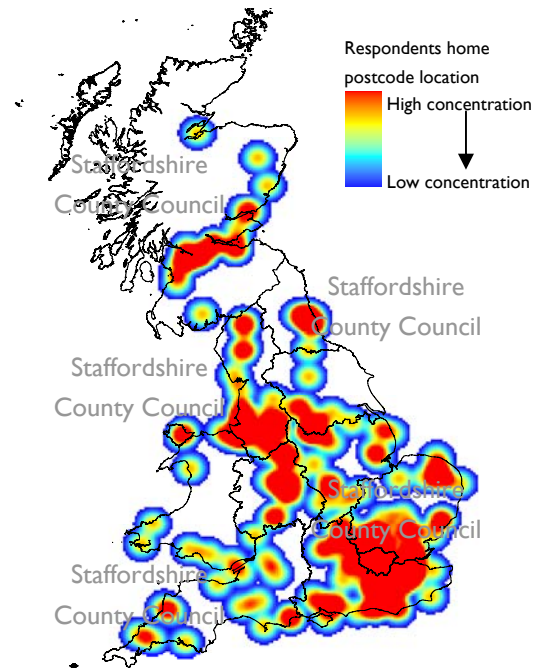 Respondents home
postcode location
High concentration
Low concentration
Staffordshire
County Council
Staffordshire
County Council
Staffordshire
County Council
Staffordshire
County Council
Staffordshire
County Council